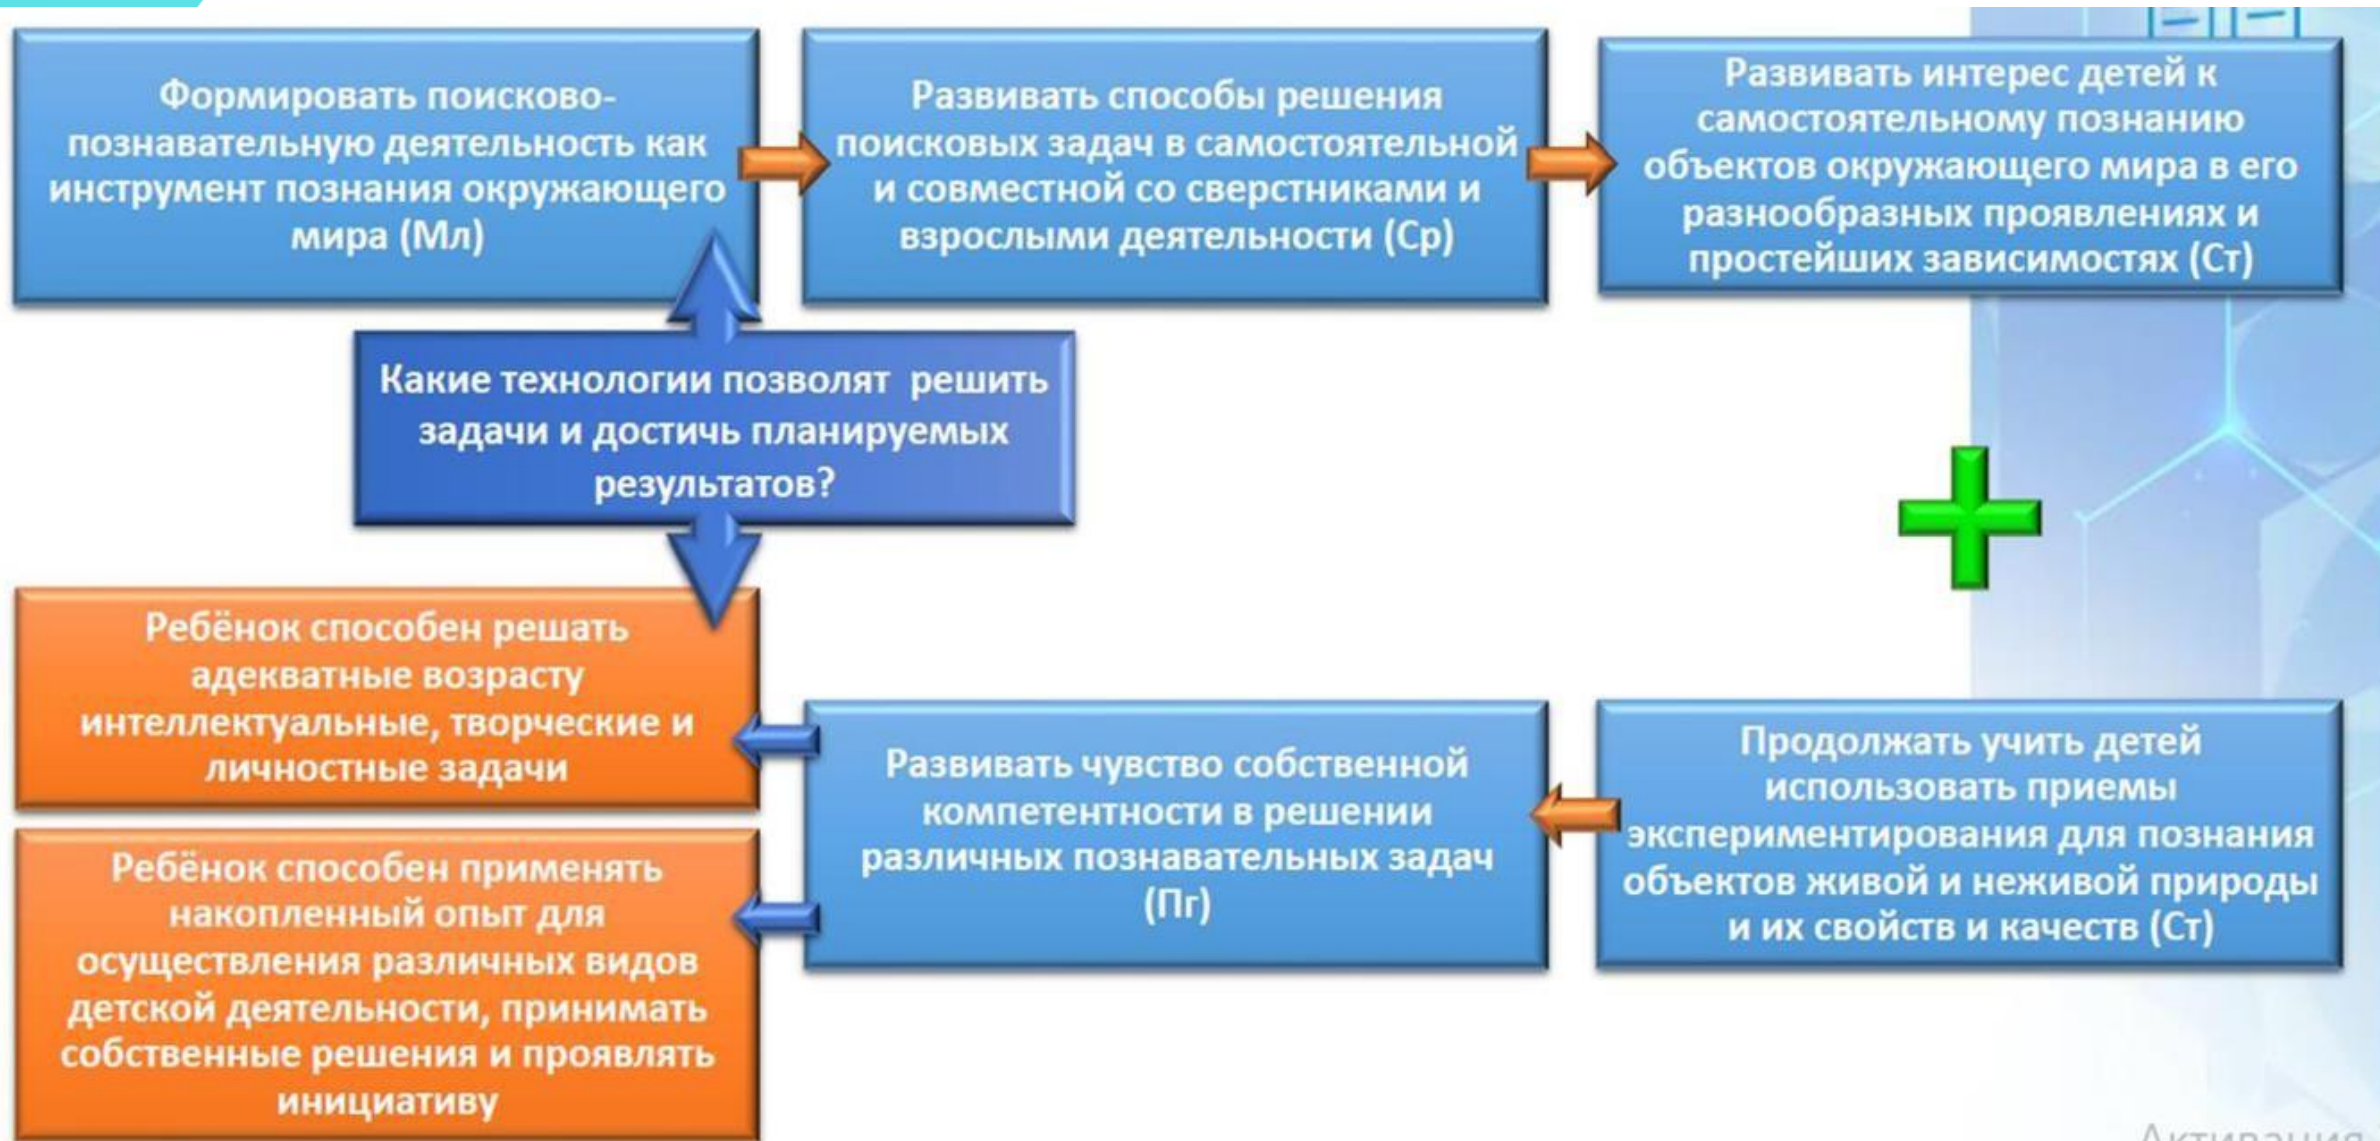 Формировать поисково-
познавательную деятельность как
инструмент познания окружающего
мира (Мл)
Развивать способы решения
поисковых задач в самостоятельной
и совместной со сверстниками и
взрослыми деятельности (Ср)
Развивать интерес детей к
самостоятельному познанию
объектов окружающего мира в его
разнообразных проявлениях и
простейших зависимостях (Ст)
Какие технологии позволят решить
задачи и достичь планируемых
результатов?
Ребёнок способен решать
адекватные возрасту
интеллектуальные, творческие и
личностные задачи
Развивать чувство собственной
компетентности в решении
различных познавательных задач
(Пг)
Продолжать учить детей
использовать приемы
экспериментирования для познания
объектов живой и неживой природы
и их свойств и качеств (Ст)
Ребёнок способен применять
накопленный опыт для
осуществления различных видов
детской деятельности, принимать
собственные решения и проявлять
инициативу
Активация